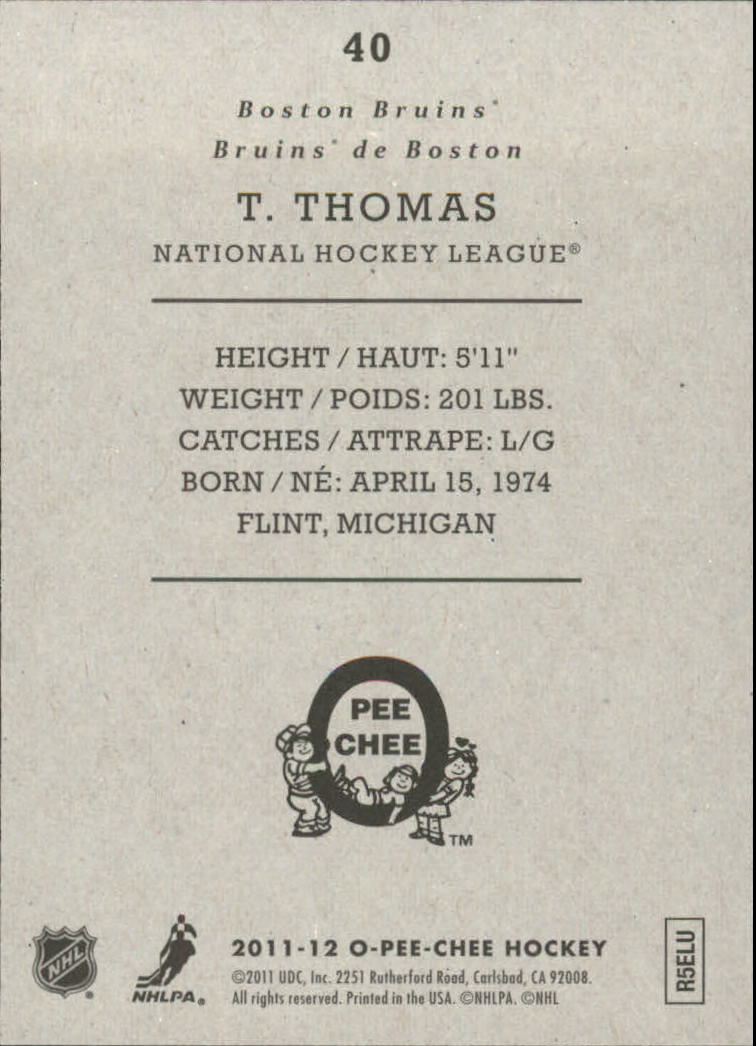 40
Boston Bruins®
Bruins® de Boston
T. THOMAS
NATIONAL HOCKEY LEAGUE®
HEIGHT / HAUT: 5'11"
WEIGHT / POIDS: 201 LBS.
CATCHES / ATTRAPE: L/G
BORN / NÉ: APRIL 15, 1974
FLINT, MICHIGAN
O
PEE
CHEE
TM
NHL®
NHLPA®
2011-12 O-PEE-CHEE HOCKEY
©2011 UDC, Inc. 2251 Rutherford Road, Carlsbad, CA 92008.
All rights reserved. Printed in the USA. ©NHLPA. ©NHL
R5ELU